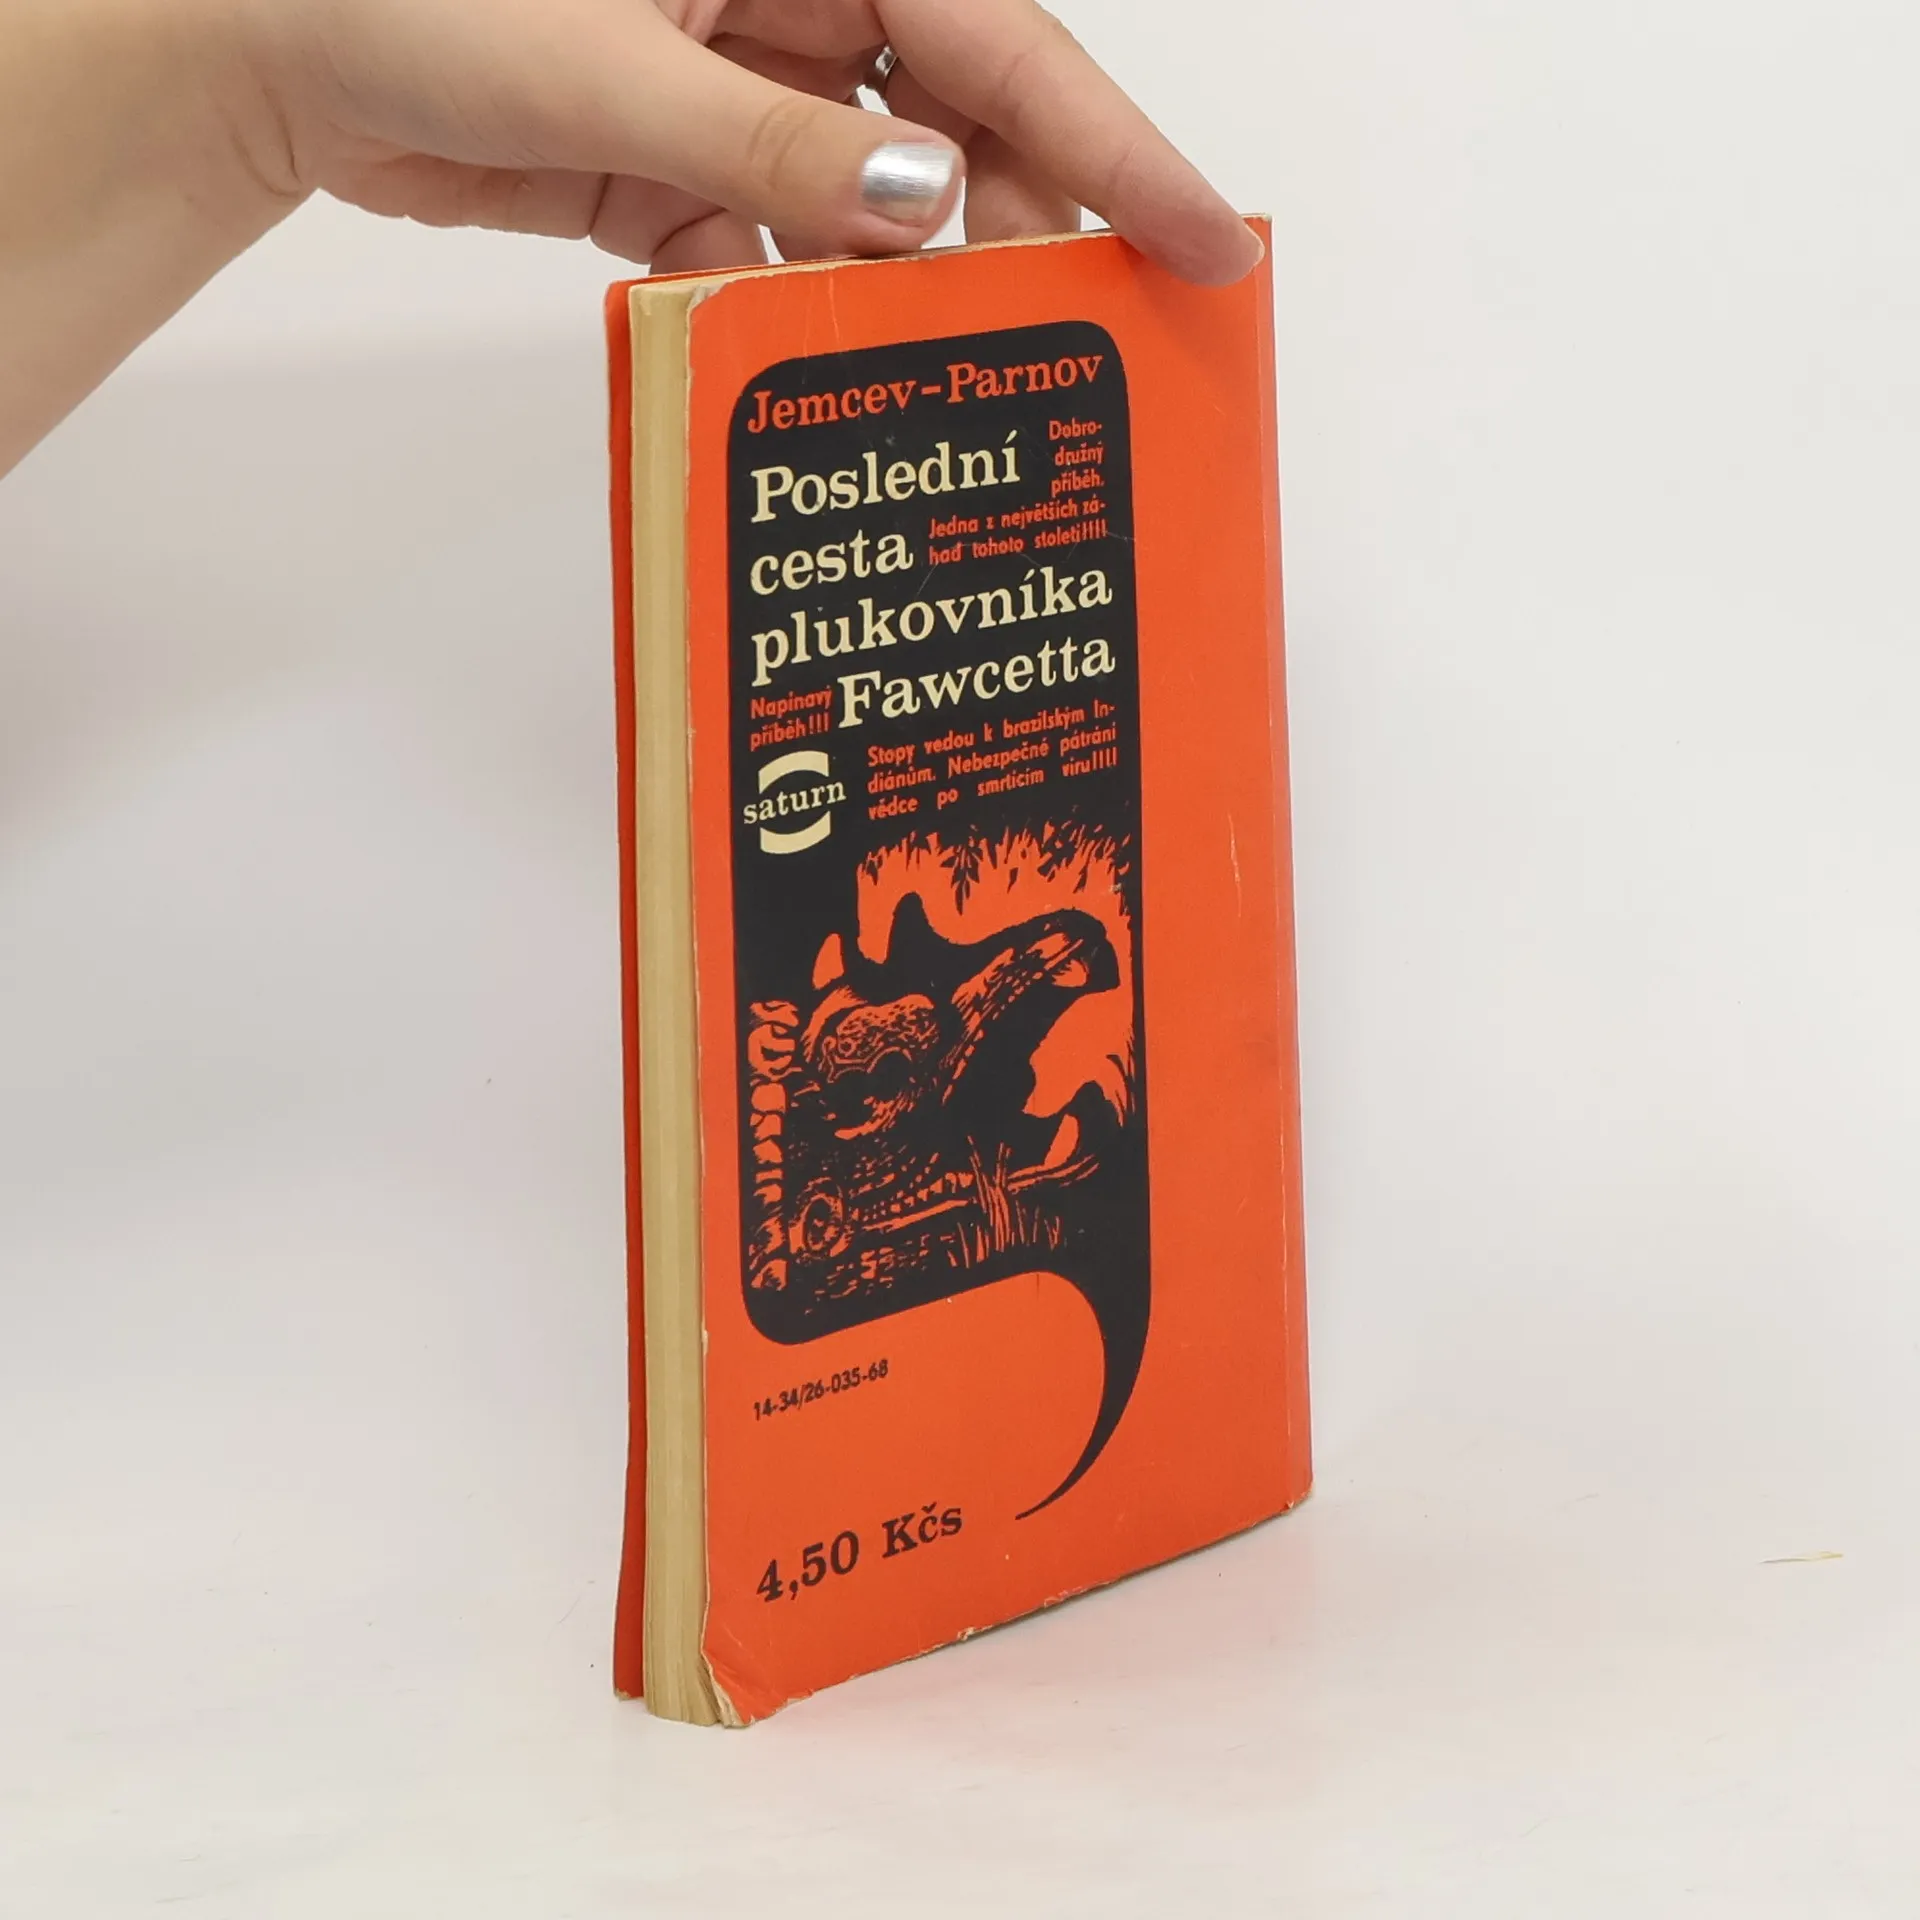 Jemcev-Parnov
Poslední
Dobro-
družný
příběh.
cesta
Jedna z největších zá-
had tohoto století!!!!
plukovníka
Napínavý
příběh!!!
Fawcetta
Stopy vedou k brazilským In-
diánům. Nebezpečné pátrání
vědce po smrtícím viru!!!!
saturn
14-34/26-035-68
4,50 Kčs